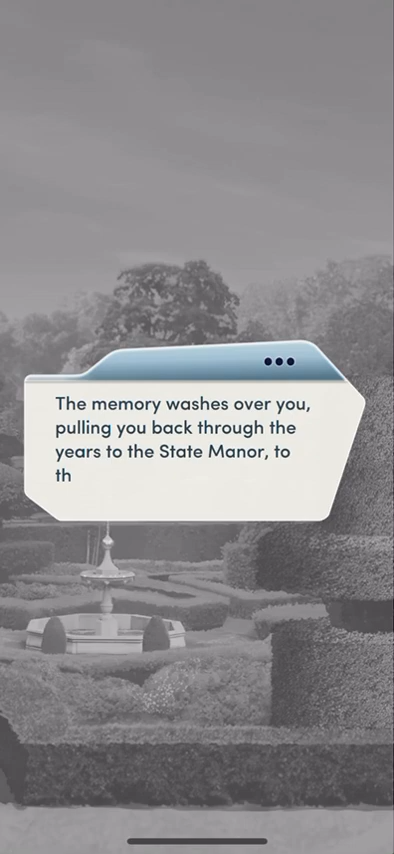 The memory washes over you,
pulling you back through the
years to the State Manor, to
th